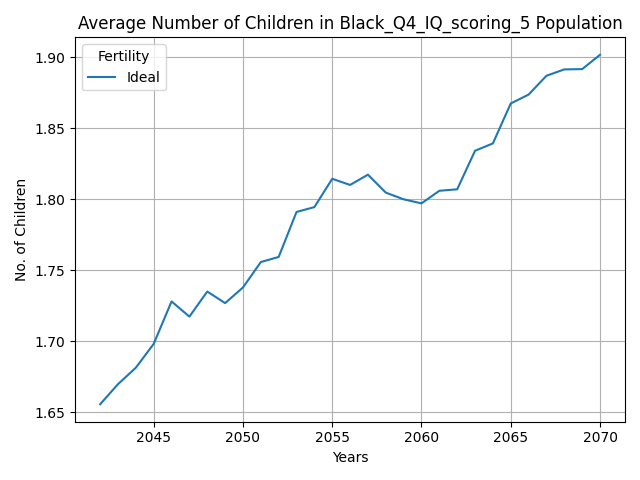 Average Number of Children in Black_Q4_IQ_scoring_5 Population
Fertility
Ideal
1.90
1.85
1.80
1.75
1.70
1.65
No. of Children
2045
2050
2055
2060
2065
2070
Years